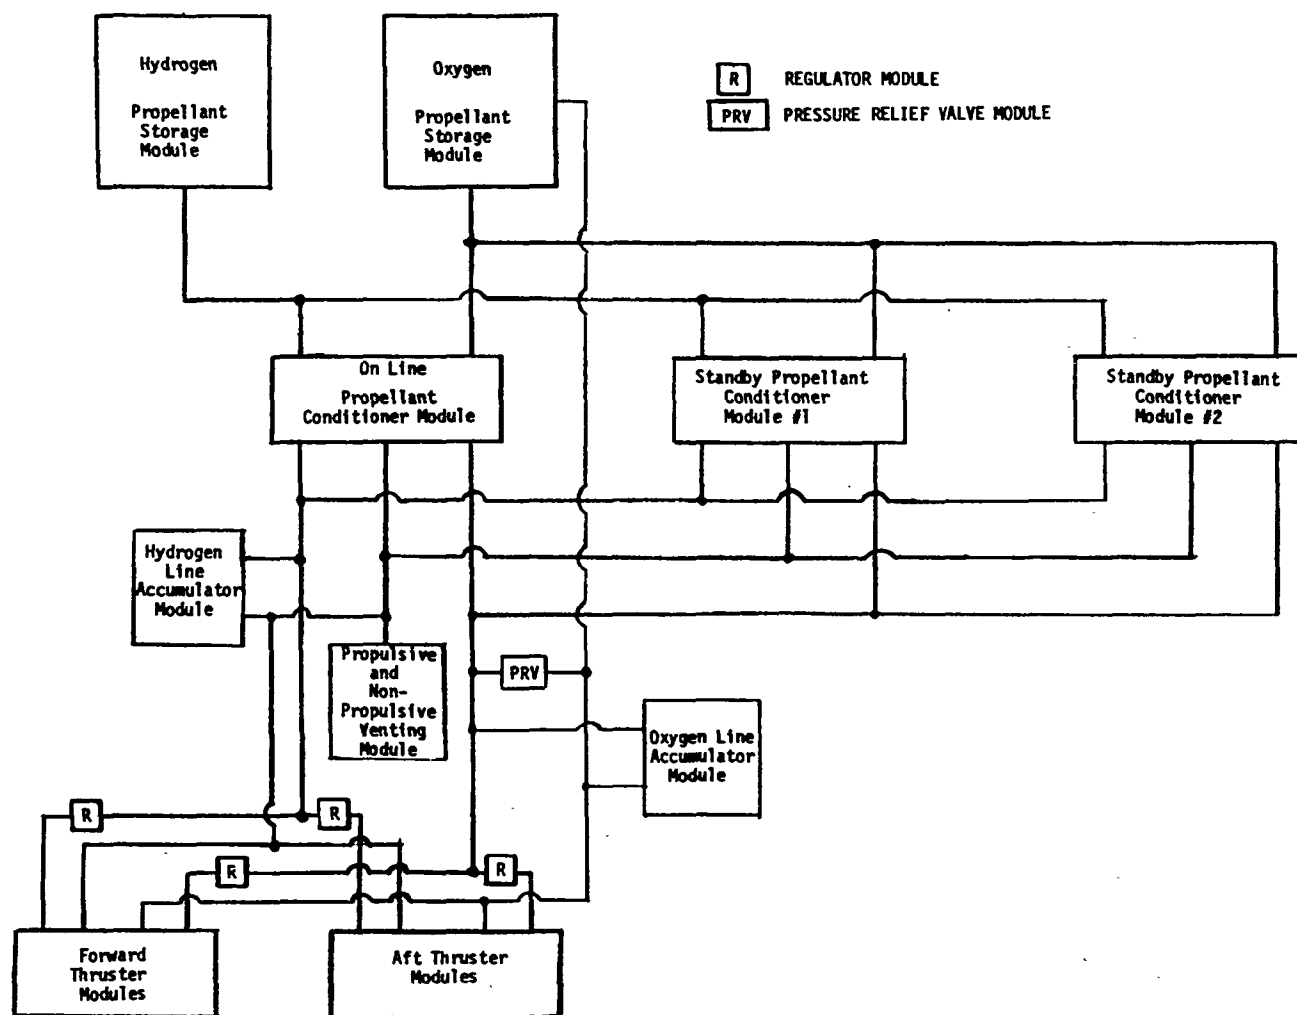 Hydrogen
Propellant
Storage
Module
Oxygen
Propellant
Storage
Module
R REGULATOR MODULE
PRV PRESSURE RELIEF VALVE MODULE
On Line
Propellant
Conditioner Module
Standby Propellant
Conditioner
Module #1
Standby Propellant
Conditioner
Module #2
Hydrogen
Line
Accumulator
Module
Propulsive
and
Non-
Propulsive
Venting
Module
PRV
Oxygen Line
Accumulator
Module
R
R
R
R
Forward
Thruster
Modules
Aft Thruster
Modules